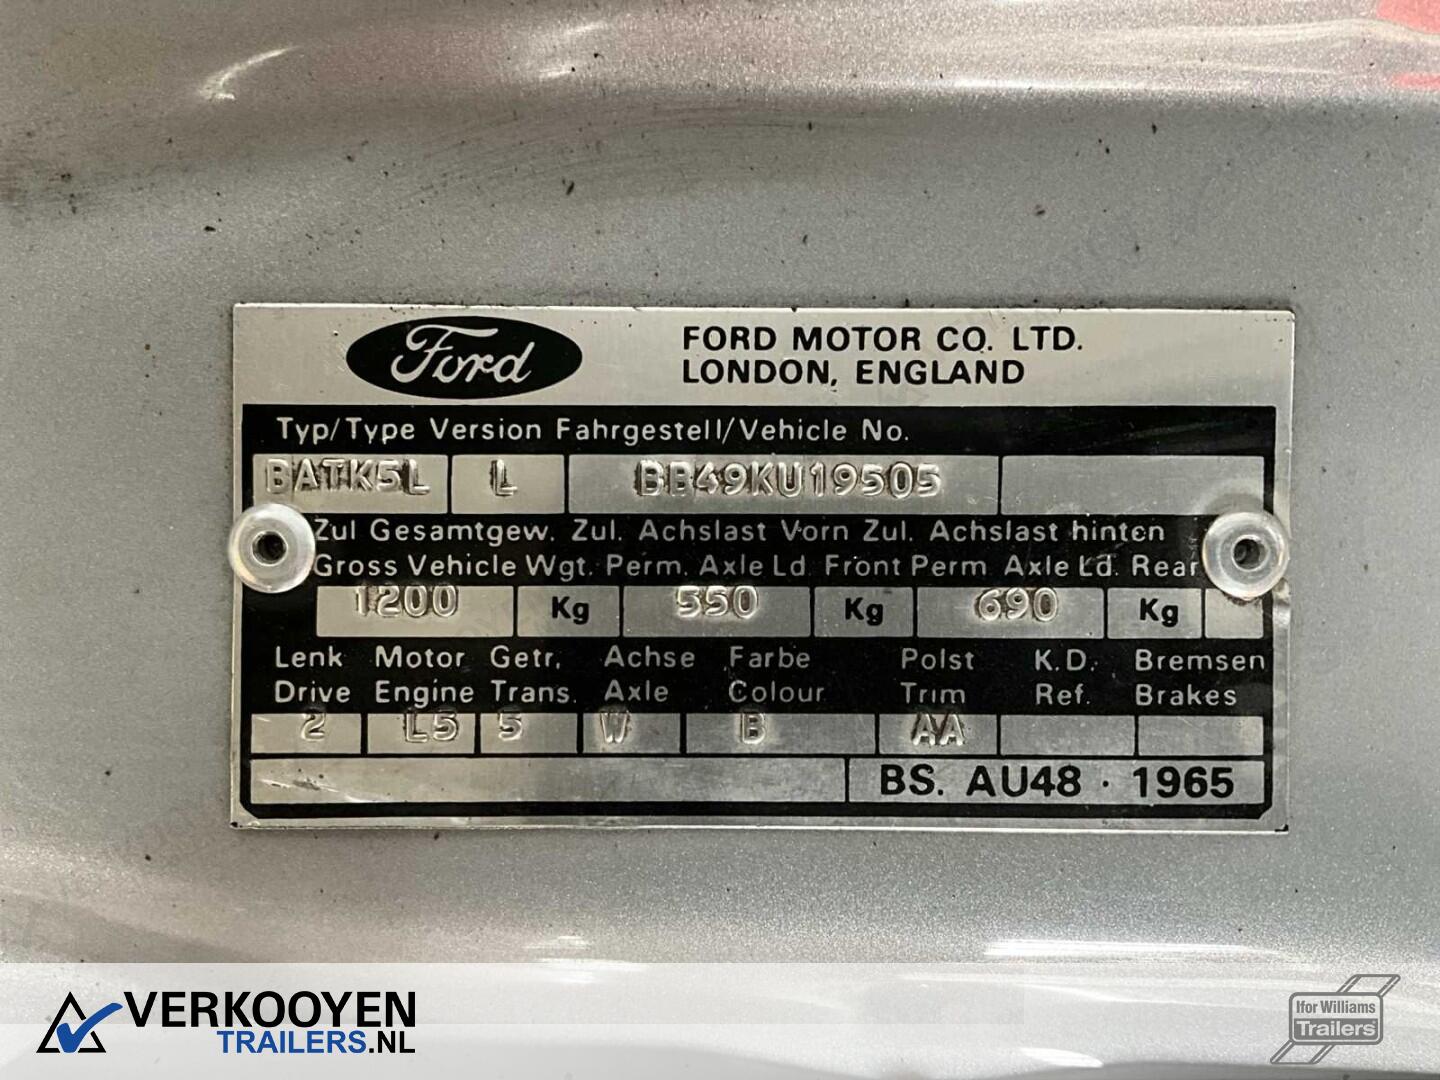 Ford
FORD MOTOR CO. LTD.
LONDON, ENGLAND
Typ/Type Version Fahrgestell/Vehicle No.
BATK5L L BB49KU19505
Zul Gesamtgew. Zul. Achslast Vorn Zul. Achslast hinten
Gross Vehicle Wgt. Perm. Axle Ld Front Perm Axle Ld. Rear
1200 Kg 550 Kg 690 Kg
Lenk Motor Getr. Achse Farbe Polst K.D. Bremsen
Drive Engine Trans. Axle Colour Trim Ref. Brakes
2 L5 5 W B AA
BS. AU48 · 1965
VERKOOYEN
TRAILERS.NL
Ifor Williams
Trailers